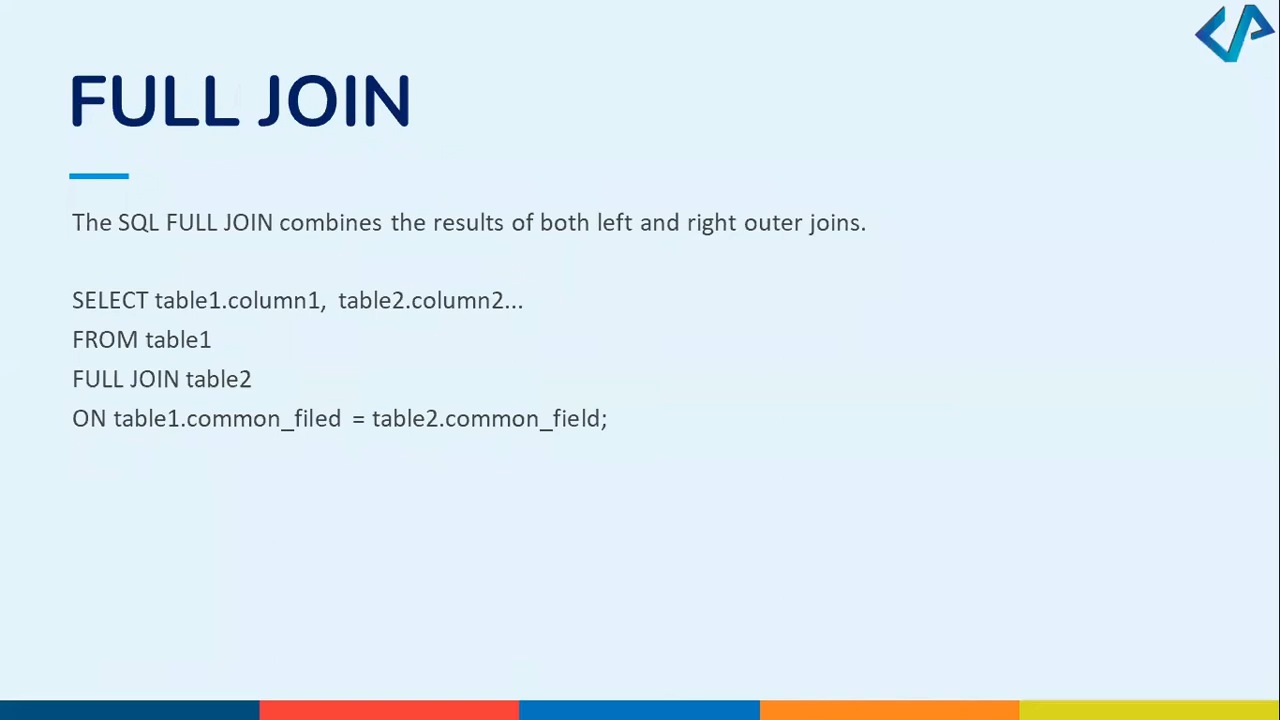 FULL JOIN
The SQL FULL JOIN combines the results of both left and right outer joins.
SELECT table1.column1, table2.column2...
FROM table1
FULL JOIN table2
ON table1.common_filed = table2.common_field;